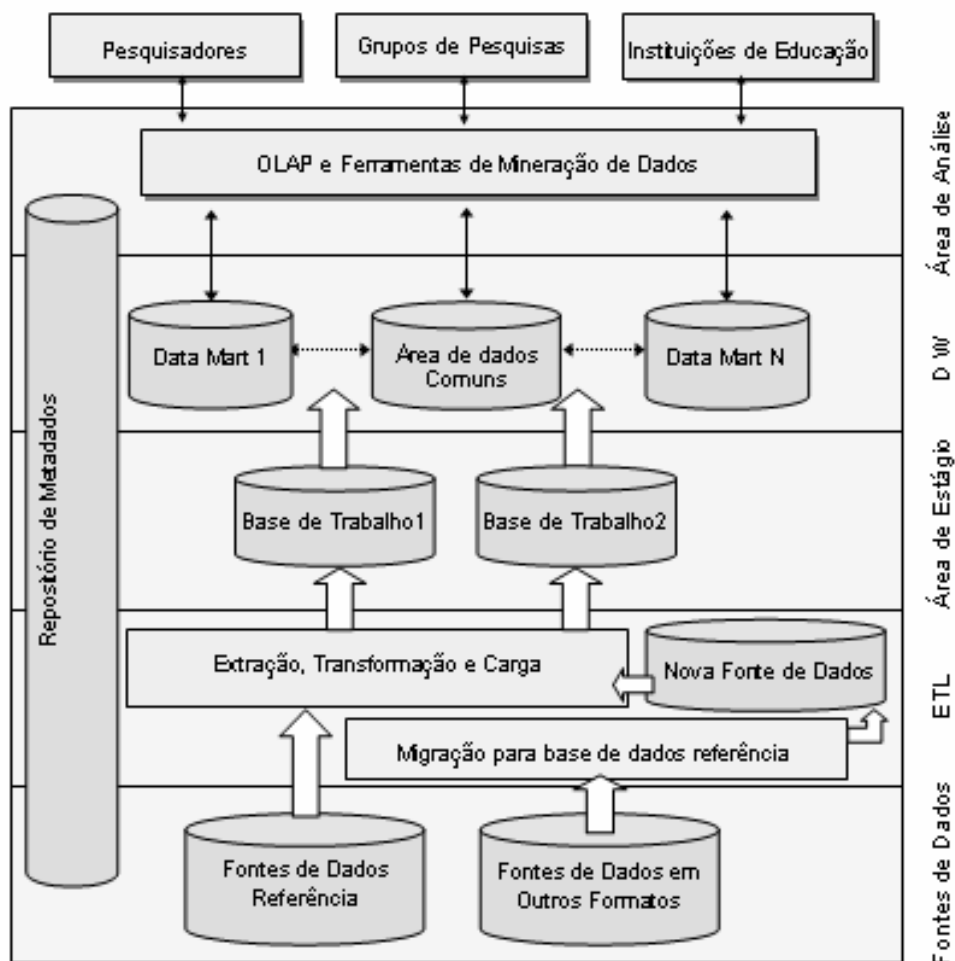 Pesquisadores
Grupos de Pesquisas
Instituições de Educação
OLAP e Ferramentas de Mineração de Dados
Área de Análise
Data Mart 1
Área de dados
Comuns
Data Mart N
DW
Repostório de Metadados
Base de Trabalho1
Base de Trabalho2
Área de Estágio
Extração, Transformação e Carga
Nova Fonte de Dados
Migração para base de dados referência
ETL
Fontes de Dados
Referência
Fontes de Dados em
Outros Formatos
Fontes de Dados